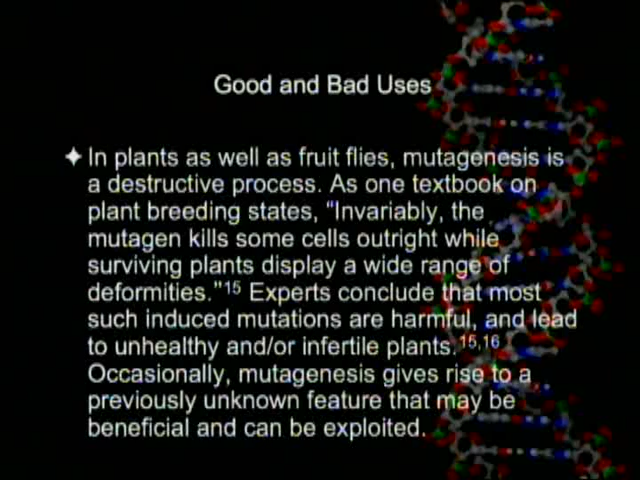 Good and Bad Uses
✦ In plants as well as fruit flies, mutagenesis is
a destructive process. As one textbook on
plant breeding states, “Invariably, the
mutagen kills some cells outright while
surviving plants display a wide range of
deformities.”15 Experts conclude that most
such induced mutations are harmful, and lead
to unhealthy and/or infertile plants.15,16
Occasionally, mutagenesis gives rise to a
previously unknown feature that may be
beneficial and can be exploited.